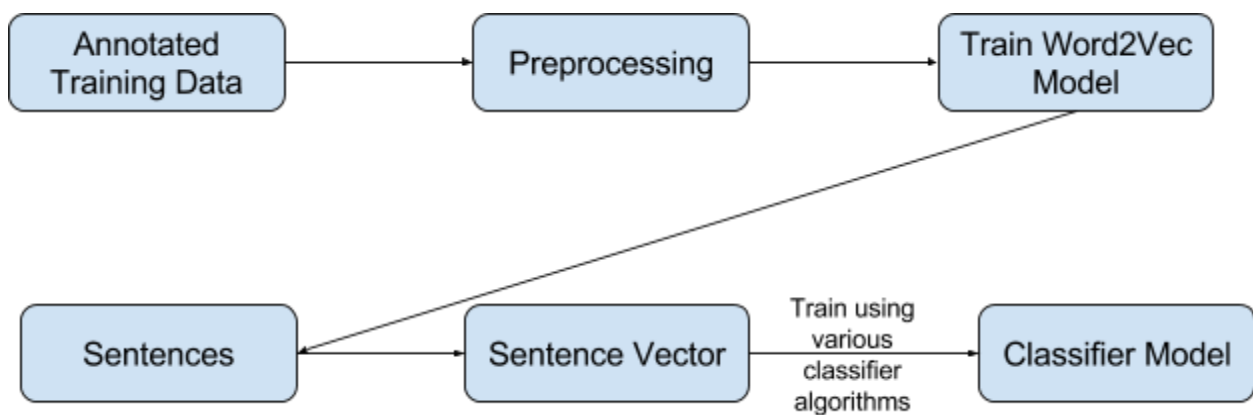 Annotated
Training Data
Preprocessing
Train Word2Vec
Model
Sentences
Sentence Vector
Train using
various
classifier
algorithms
Classifier Model